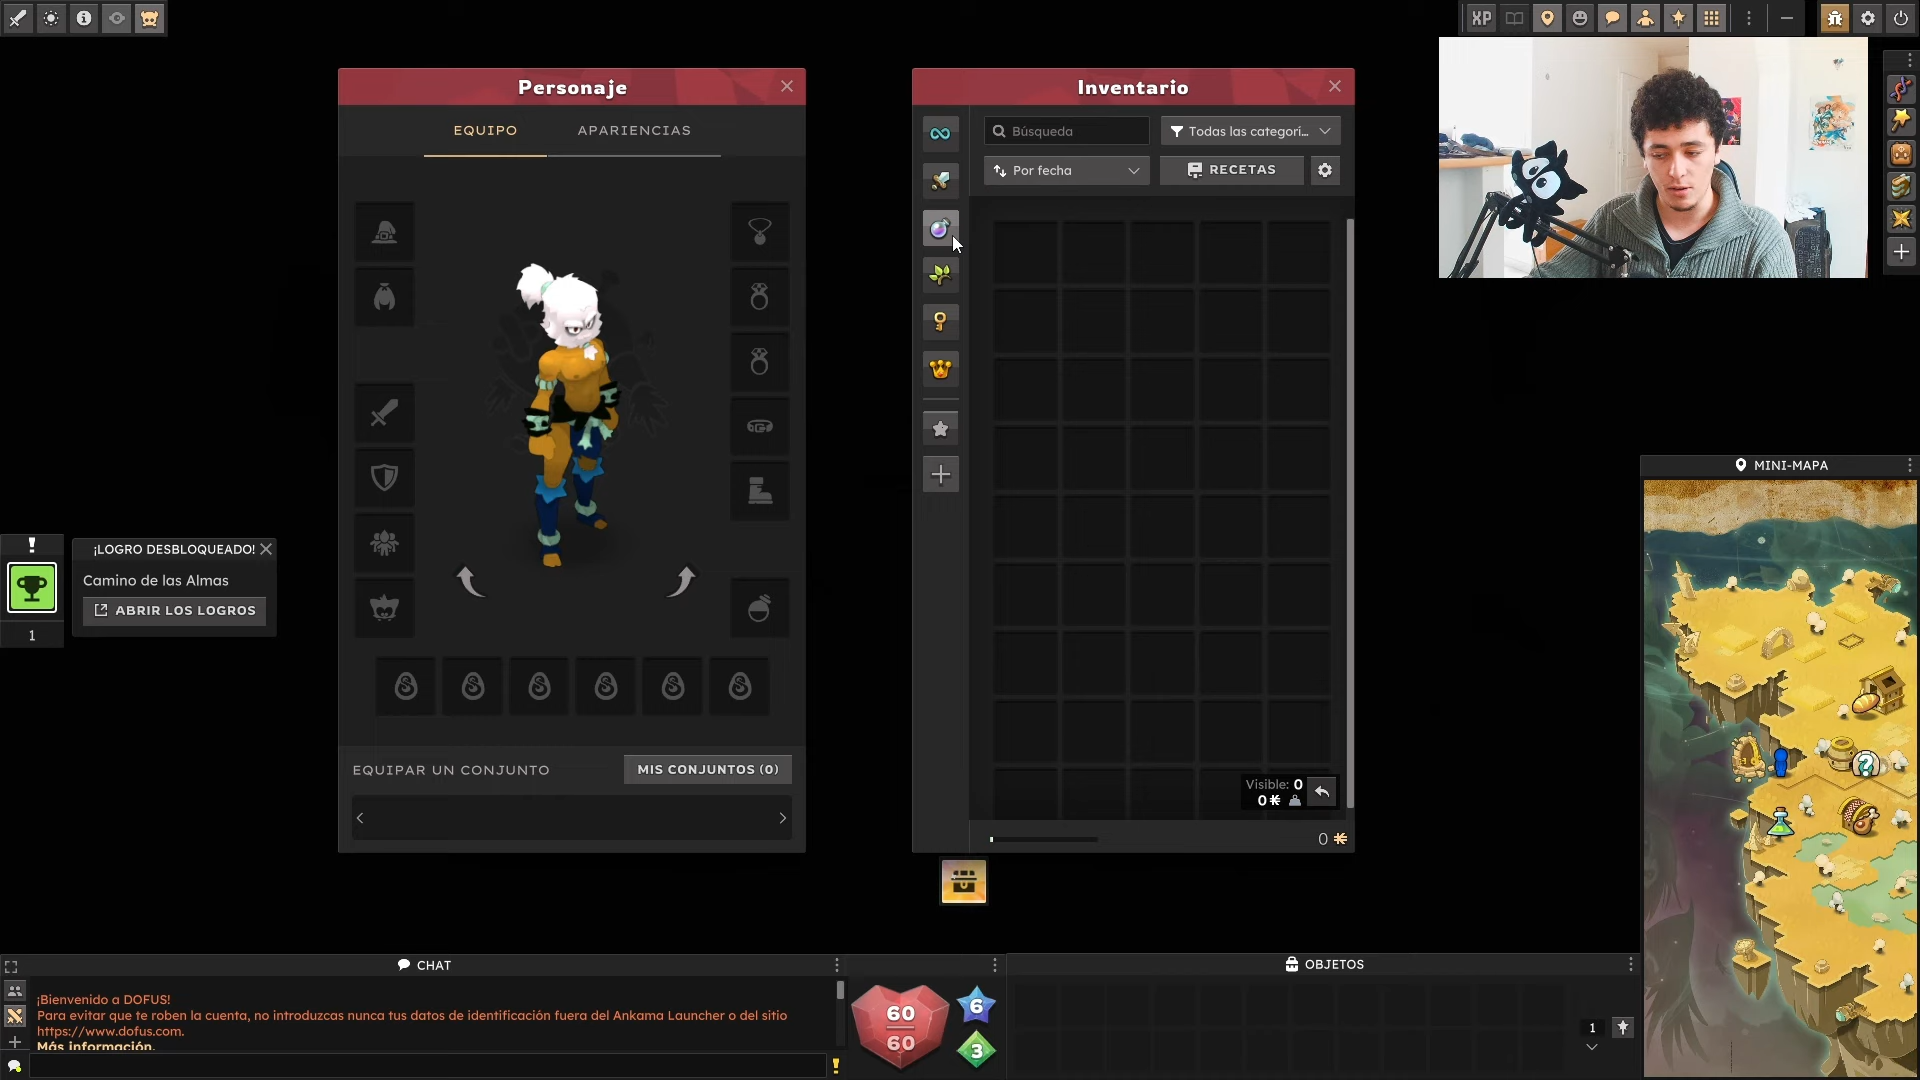 XP
Personaje
EQUIPO
APARIENCIAS
EQUIPAR UN CONJUNTO
MIS CONJUNTOS (0)
Inventario
Búsqueda
Todas las categorí...
Por fecha
RECETAS
Visible: 0
0
0
¡LOGRO DESBLOQUEADO!
Camino de las Almas
ABRIR LOS LOGROS
1
MINI-MAPA
CHAT
¡Bienvenido a DOFUS!
Para evitar que te roben la cuenta, no introduzcas nunca tus datos de identificación fuera del Ankama Launcher o del sitio
https://www.dofus.com.
Más información.
60
60
6
3
OBJETOS
1